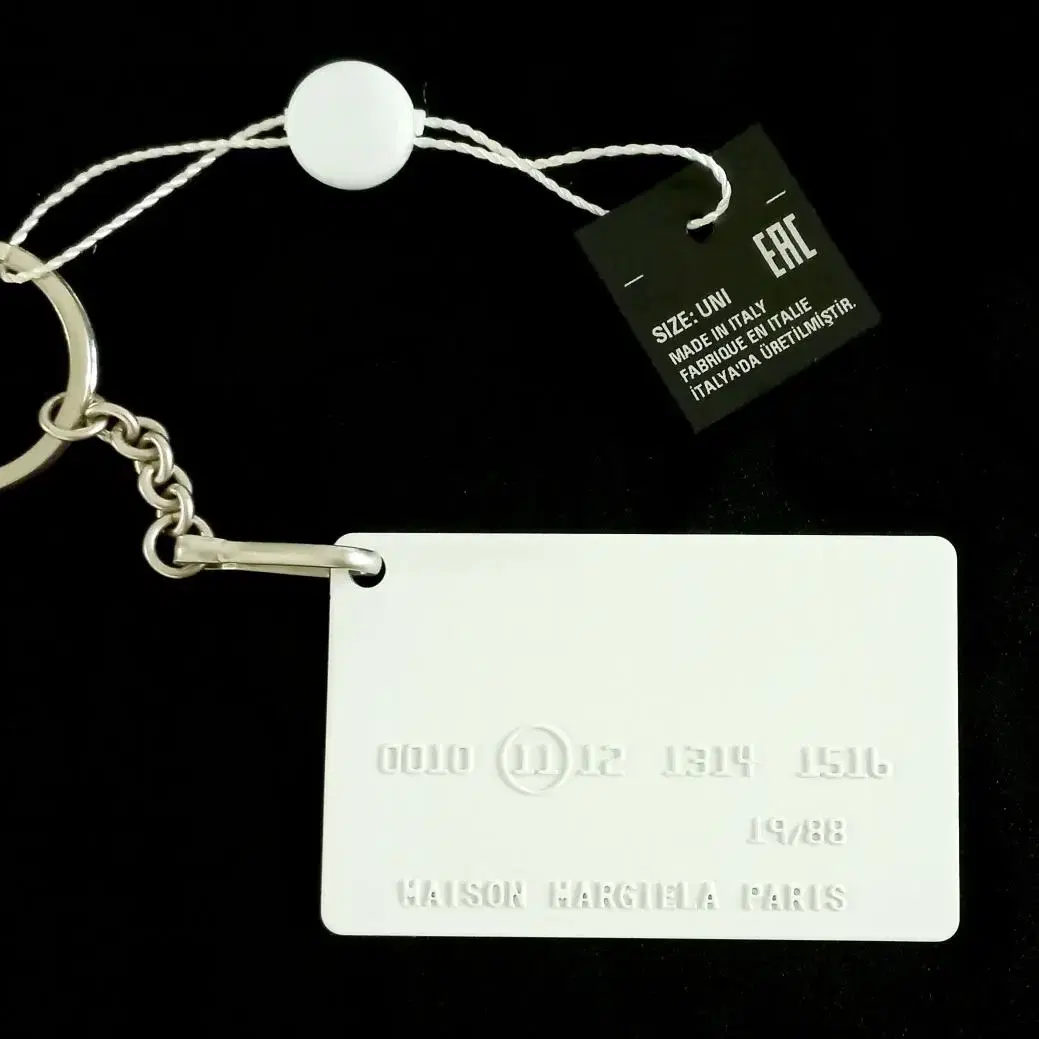 EAC
SIZE: UNI
MADE IN ITALY
FABRIQUE EN ITALIE
İTALYA'DA ÜRETİLMİŞTİR.
0010 11 12 1314 1516
19/88
MAISON MARGIELA PARIS